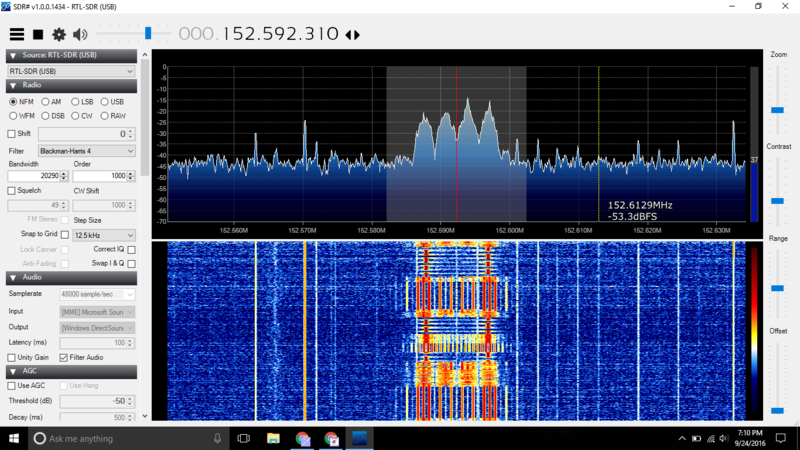 SDR# v1.0.0.1434 - RTL-SDR (USB)
000.152.592.310
Source: RTL-SDR (USB)
RTL-SDR (USB)
Radio
NFM AM LSB USB
WFM DSB CW RAW
Shift 0
Filter Blackman-Harris 4
Bandwidth Order
20290 1000
Squelch CW Shift
49 1000
FM Stereo Step Size
Snap to Grid 12.5 kHz
Lock Carrier Correct IQ
Anti-Fading Swap I & Q
Audio
Samplerate 48000 sample/sec
Input [MME] Microsoft Soun
Output [Windows DirectSound
Latency (ms) 100
Unity Gain Filter Audio
AGC
Use AGC Use Hang
Threshold (dB) -50
Decay (ms) 500
0
-5
-10
-15
-20
-25
-30
-35
-40
-45
-50
-55
-60
-65
-70
37
152.6129MHz
-53.3dBFS
152.660M 152.570M 152.580M 152.590M 152.600M 152.610M 152.620M 152.630M
Zoom
Contrast
Range
Offset
Ask me anything
7:10 PM
9/24/2016